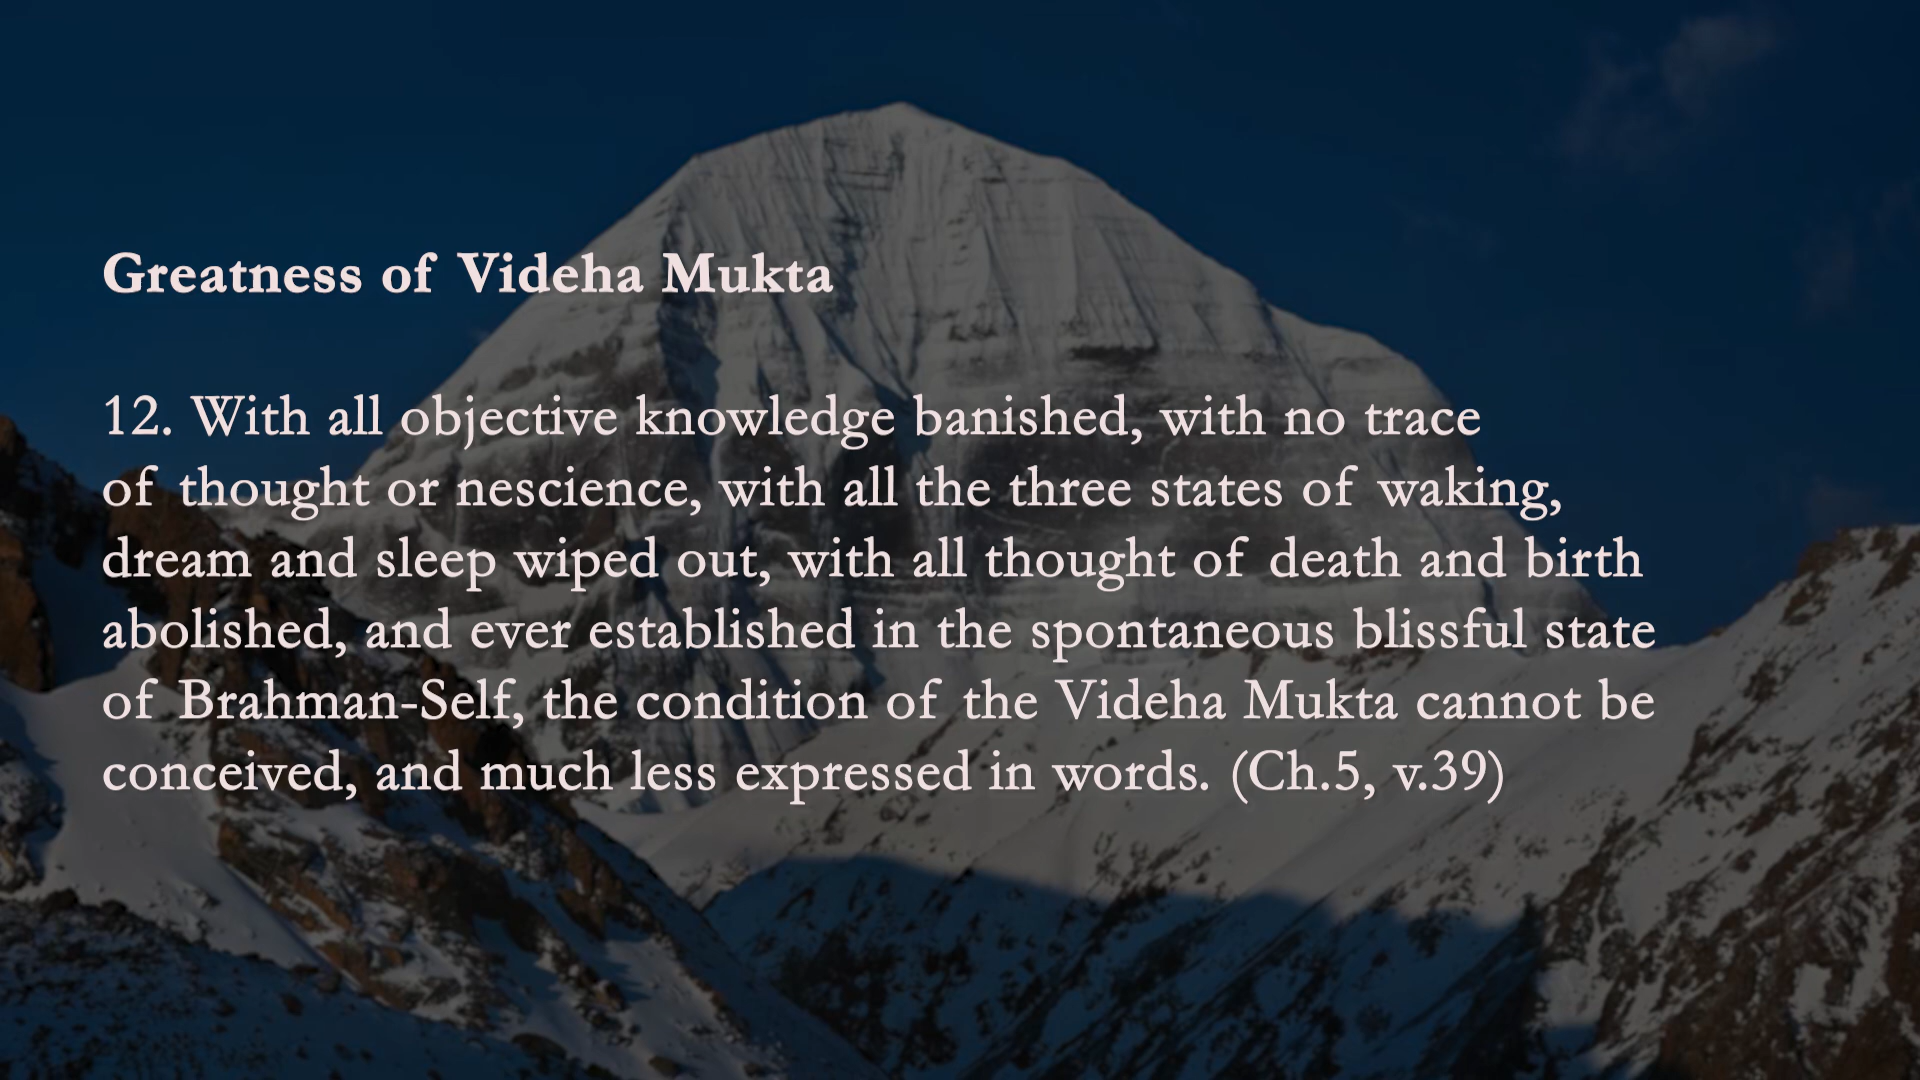 Greatness of Videha Mukta
12. With all objective knowledge banished, with no trace
of thought or nescience, with all the three states of waking,
dream and sleep wiped out, with all thought of death and birth
abolished, and ever established in the spontaneous blissful state
of Brahman-Self, the condition of the Videha Mukta cannot be
conceived, and much less expressed in words. (Ch.5, v.39)